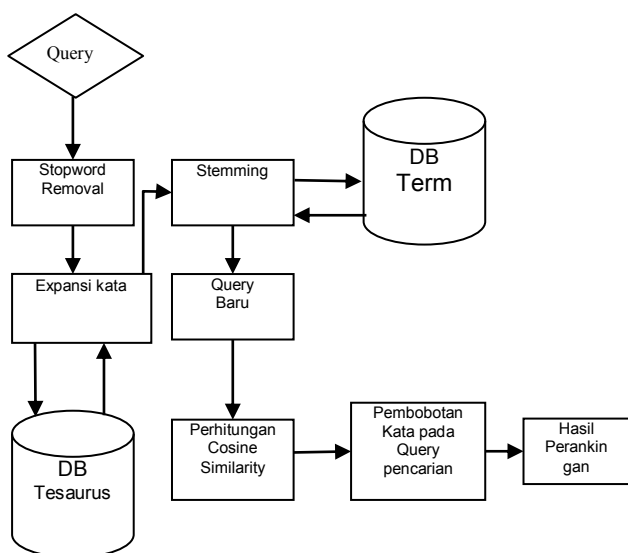 Query
Stopword
Removal
Stemming
DB
Term
Expansi kata
Query
Baru
DB
Tesaurus
Perhitungan
Cosine
Similarity
Pembobotan
Kata pada
Query
pencarian
Hasil
Perankin
gan